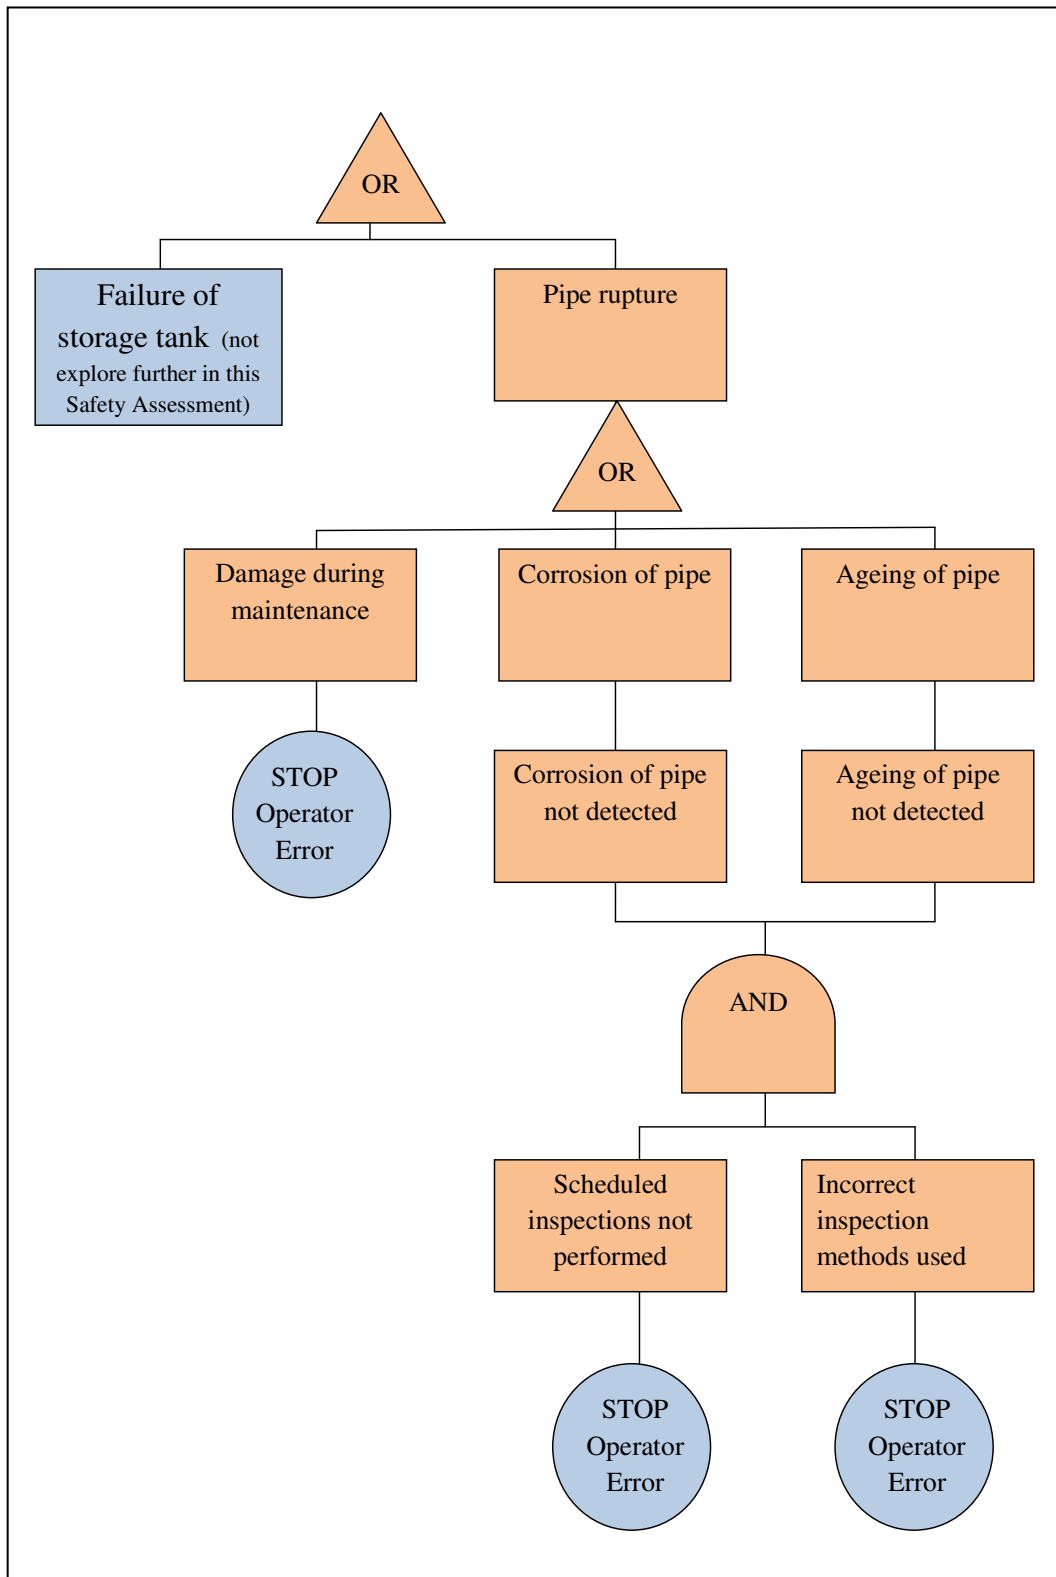 OR
Failure of
storage tank (not
explore further in this
Safety Assessment)
Pipe rupture
OR
Damage during
maintenance
Corrosion of pipe
Ageing of pipe
STOP
Operator
Error
Corrosion of pipe
not detected
Ageing of pipe
not detected
AND
Scheduled
inspections not
performed
Incorrect
inspection
methods used
STOP
Operator
Error
STOP
Operator
Error